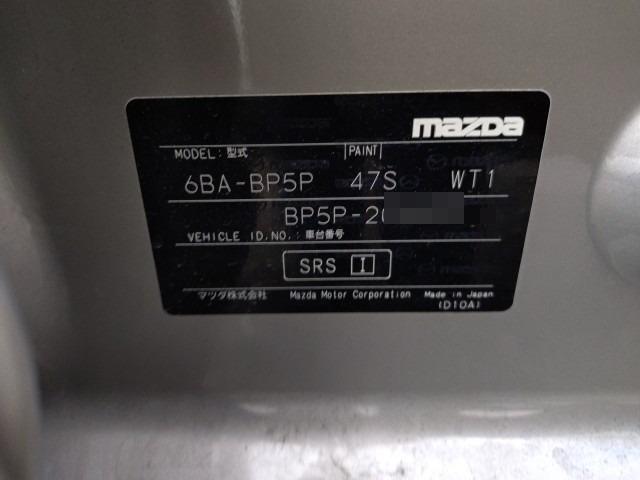 mazda
MODEL: 型式 PAINT
6BA-BP5P 47S WT1
BP5P-20
VEHICLE ID.NO.: 車台番号
SRS I
マツダ株式会社 Mazda Motor Corporation Made in Japan
(D10A)